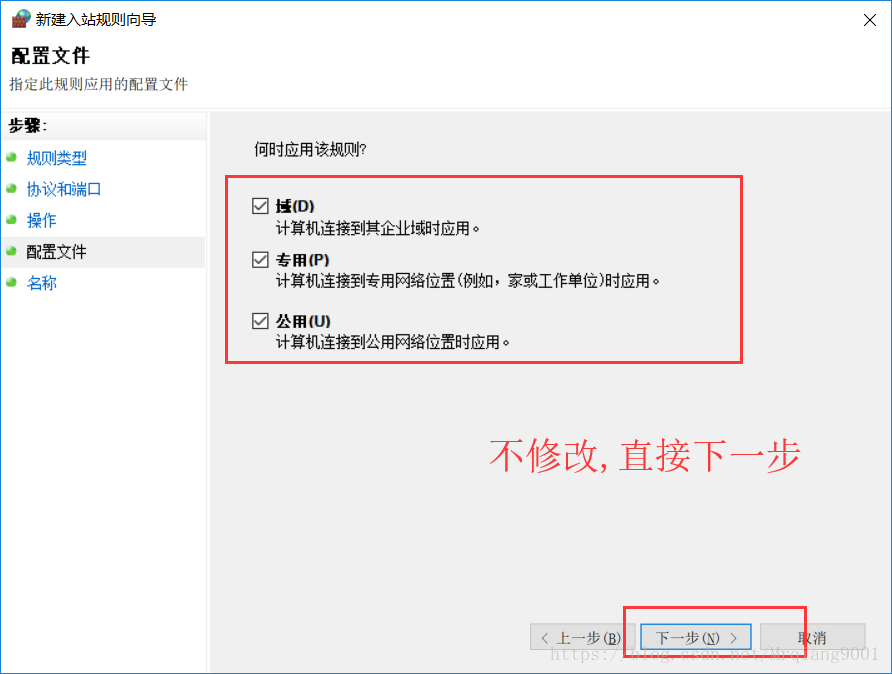 新建入站规则向导
配置文件
指定此规则应用的配置文件
步骤:
规则类型
协议和端口
操作
配置文件
名称
何时应用该规则?
域(D)
计算机连接到其企业域时应用。
专用(P)
计算机连接到专用网络位置(例如，家或工作单位)时应用。
公用(U)
计算机连接到公用网络位置时应用。
不修改,直接下一步
< 上一步(B) 下一步(N) > 取消
https://blog.csdn.net/Mrqiang9001